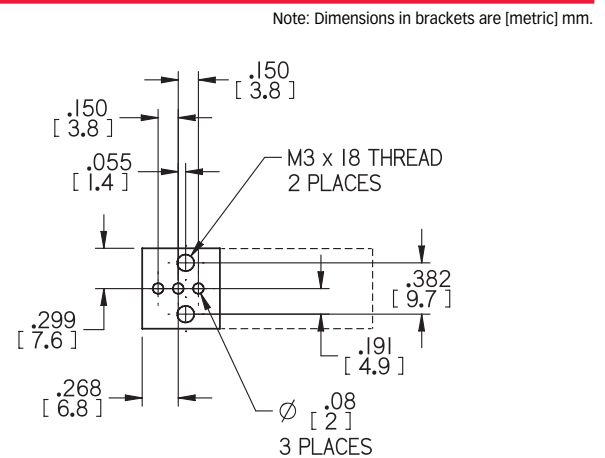 Note: Dimensions in brackets are [metric] mm.
.150
[ 3.8 ]
.150
[ 3.8 ]
.055
[ 1.4 ]
M3 x 18 THREAD
2 PLACES
.382
[ 9.7 ]
.299
[ 7.6 ]
.191
[ 4.9 ]
.268
[ 6.8 ]
Ø .08
[ 2 ]
3 PLACES